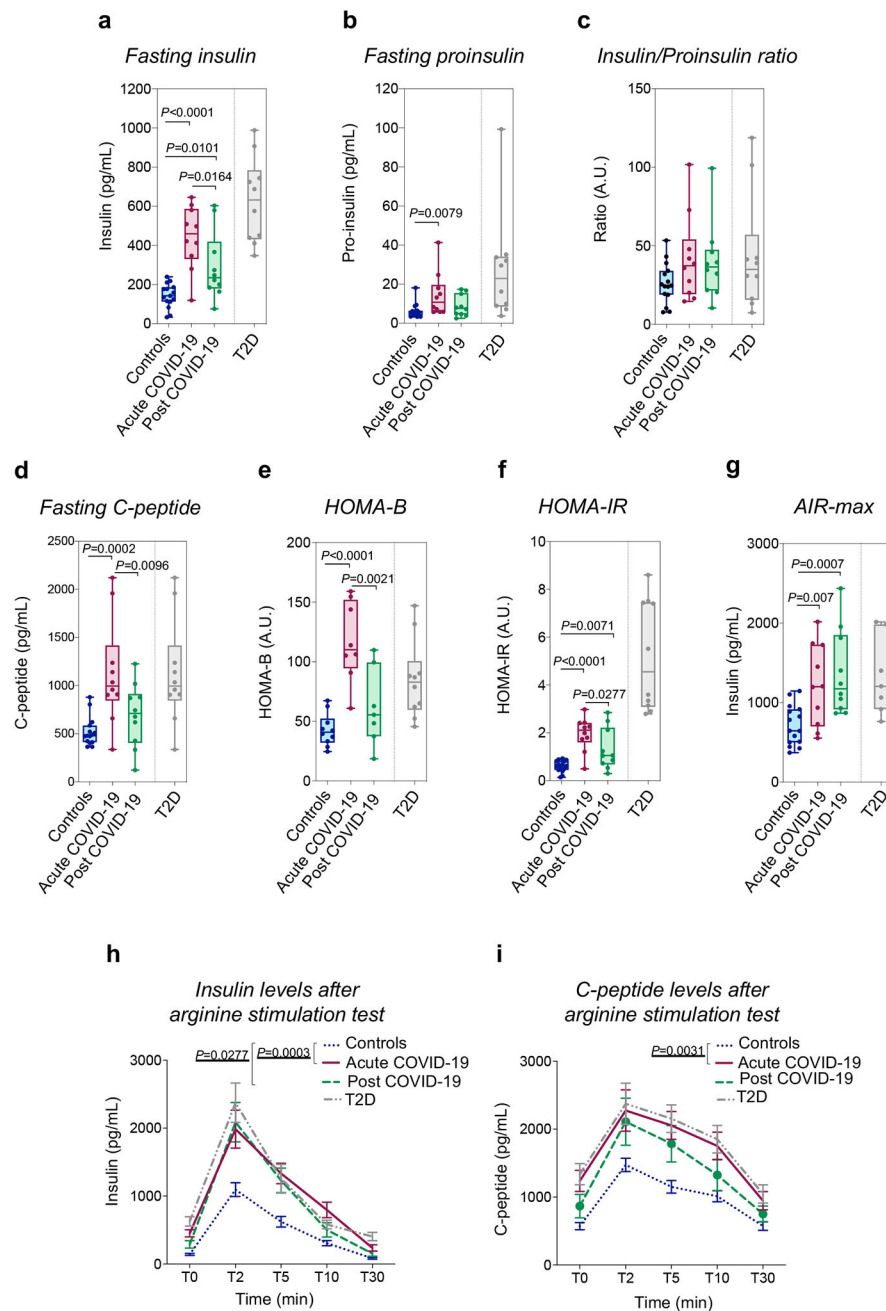 a
Fasting insulin
Insulin (pg/mL)
1200
1000
800
600
400
200
0
P<0.0001
P=0.0101
P=0.0164
Controls
Acute COVID-19
Post COVID-19
T2D
b
Fasting proinsulin
Pro-insulin (pg/mL)
120
100
80
60
40
20
0
P=0.0079
Controls
Acute COVID-19
Post COVID-19
T2D
c
Insulin/Proinsulin ratio
Ratio (A.U.)
150
100
50
0
Controls
Acute COVID-19
Post COVID-19
T2D
d
Fasting C-peptide
C-peptide (pg/mL)
2500
2000
1500
1000
500
0
P=0.0002
P=0.0096
Controls
Acute COVID-19
Post COVID-19
T2D
e
HOMA-B
HOMA-B (A.U.)
200
150
100
50
0
P<0.0001
P=0.0021
Controls
Acute COVID-19
Post COVID-19
T2D
f
HOMA-IR
HOMA-IR (A.U.)
10
8
6
4
2
0
P=0.0071
P<0.0001
P=0.0277
Controls
Acute COVID-19
Post COVID-19
T2D
g
AIR-max
Insulin (pg/mL)
3000
2000
1000
0
P=0.0007
P=0.007
Controls
Acute COVID-19
Post COVID-19
T2D
h
Insulin levels after
arginine stimulation test
P=0.0277
P=0.0003
Controls
Acute COVID-19
Post COVID-19
T2D
Insulin (pg/mL)
3000
2000
1000
0
T0 T2 T5 T10 T30
Time (min)
i
C-peptide levels after
arginine stimulation test
P=0.0031
Controls
Acute COVID-19
Post COVID-19
T2D
C-peptide (pg/mL)
3000
2000
1000
0
T0 T2 T5 T10 T30
Time (min)